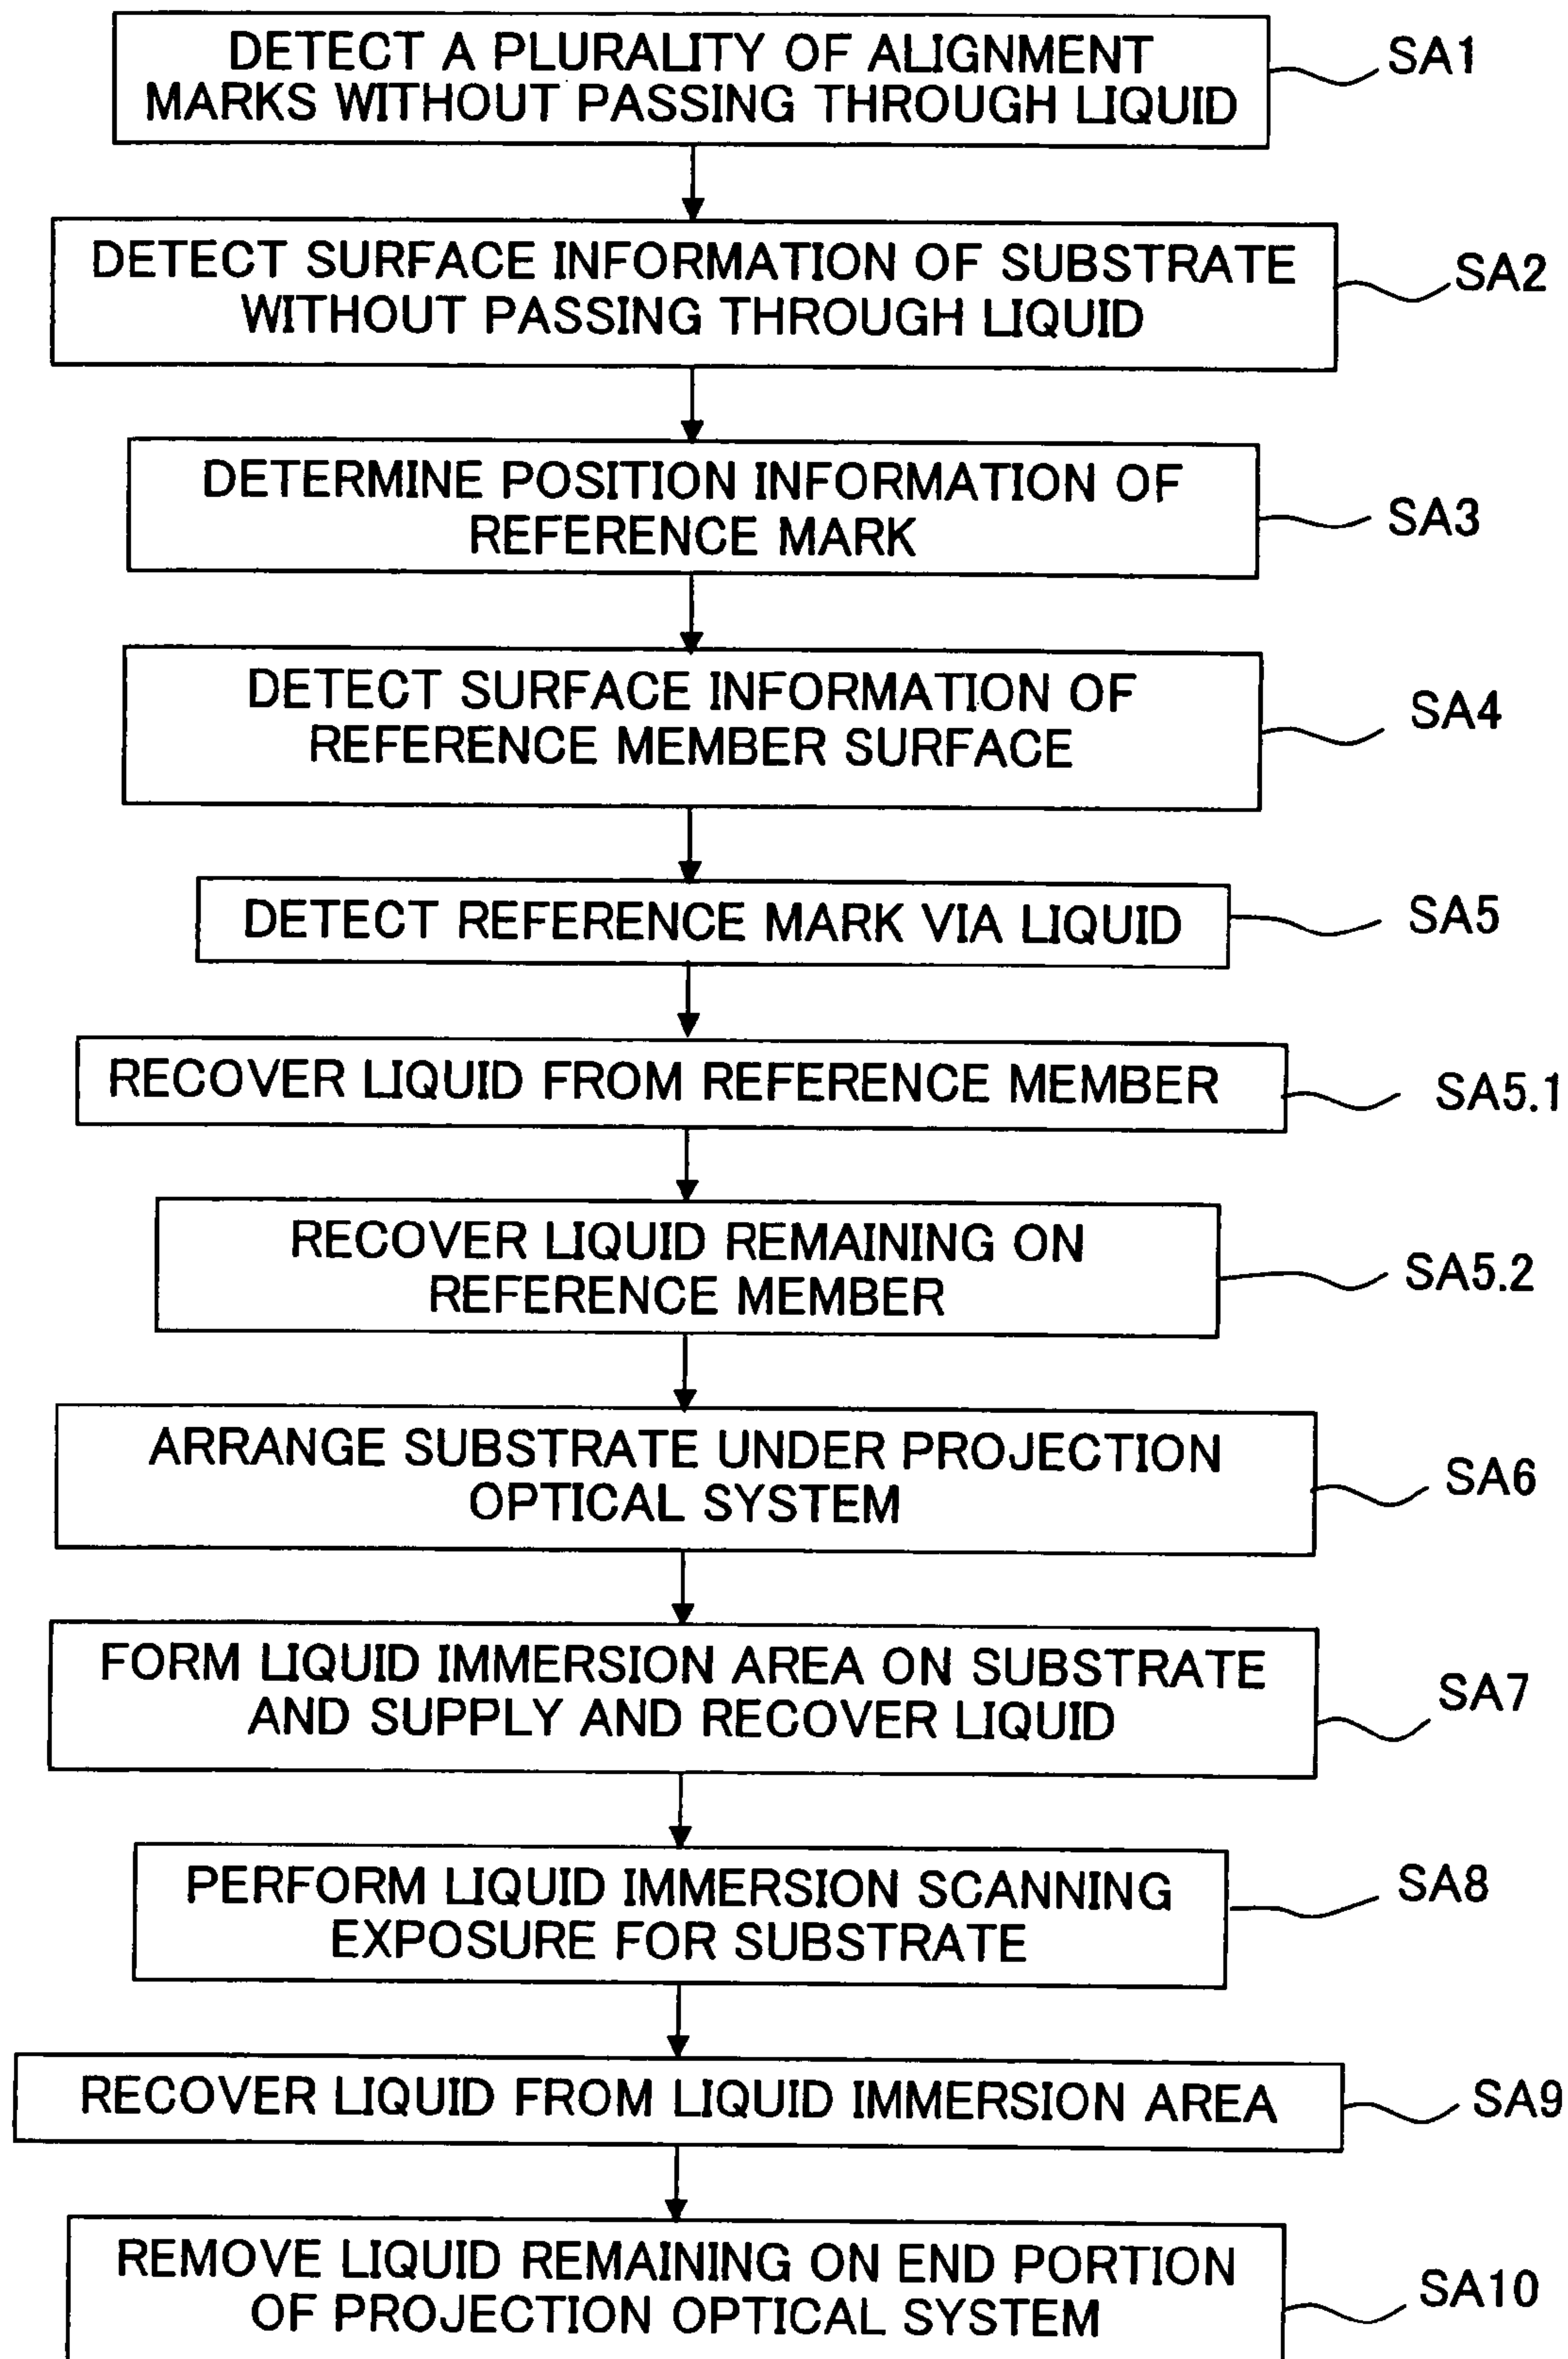 DETECT A PLURALITY OF ALIGNMENT
MARKS WITHOUT PASSING THROUGH LIQUID
SA1
DETECT SURFACE INFORMATION OF SUBSTRATE
WITHOUT PASSING THROUGH LIQUID
SA2
DETERMINE POSITION INFORMATION OF
REFERENCE MARK
SA3
DETECT SURFACE INFORMATION OF
REFERENCE MEMBER SURFACE
SA4
DETECT REFERENCE MARK VIA LIQUID
SA5
RECOVER LIQUID FROM REFERENCE MEMBER
SA5.1
RECOVER LIQUID REMAINING ON
REFERENCE MEMBER
SA5.2
ARRANGE SUBSTRATE UNDER PROJECTION
OPTICAL SYSTEM
SA6
FORM LIQUID IMMERSION AREA ON SUBSTRATE
AND SUPPLY AND RECOVER LIQUID
SA7
PERFORM LIQUID IMMERSION SCANNING
EXPOSURE FOR SUBSTRATE
SA8
RECOVER LIQUID FROM LIQUID IMMERSION AREA
SA9
REMOVE LIQUID REMAINING ON END PORTION
OF PROJECTION OPTICAL SYSTEM
SA10